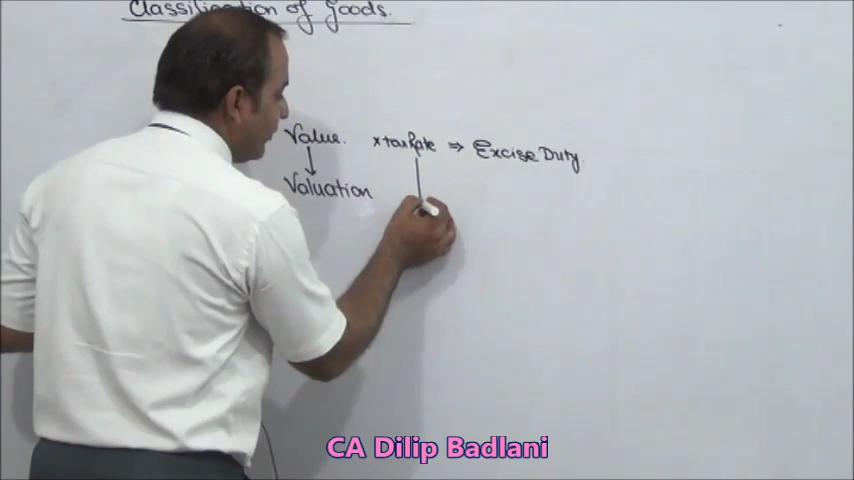 Classification of Goods.
Value. x tax Rate ⇒ Excise Duty
Valuation
CA Dilip Badlani